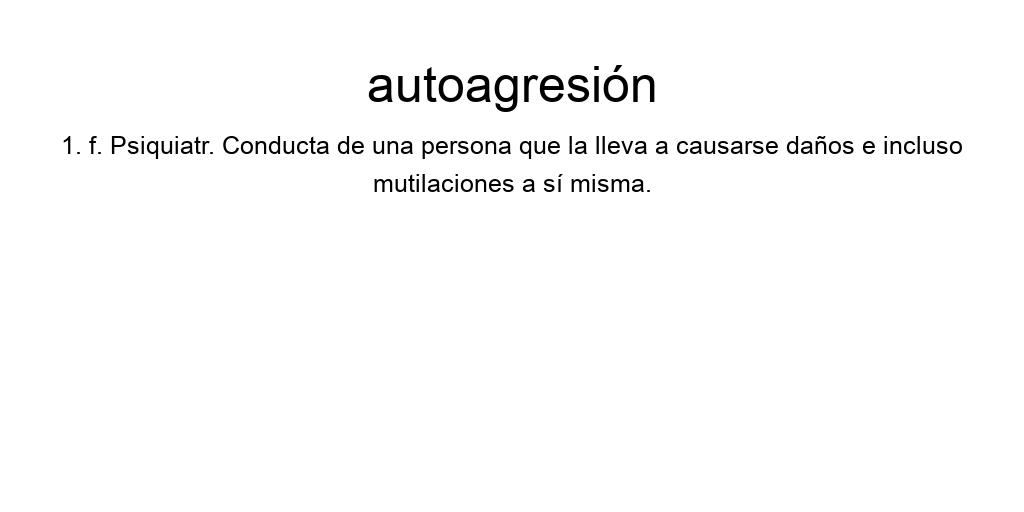 autoagresión
1. f. Psiquiatr. Conducta de una persona que la lleva a causarse daños e incluso
mutilaciones a sí misma.